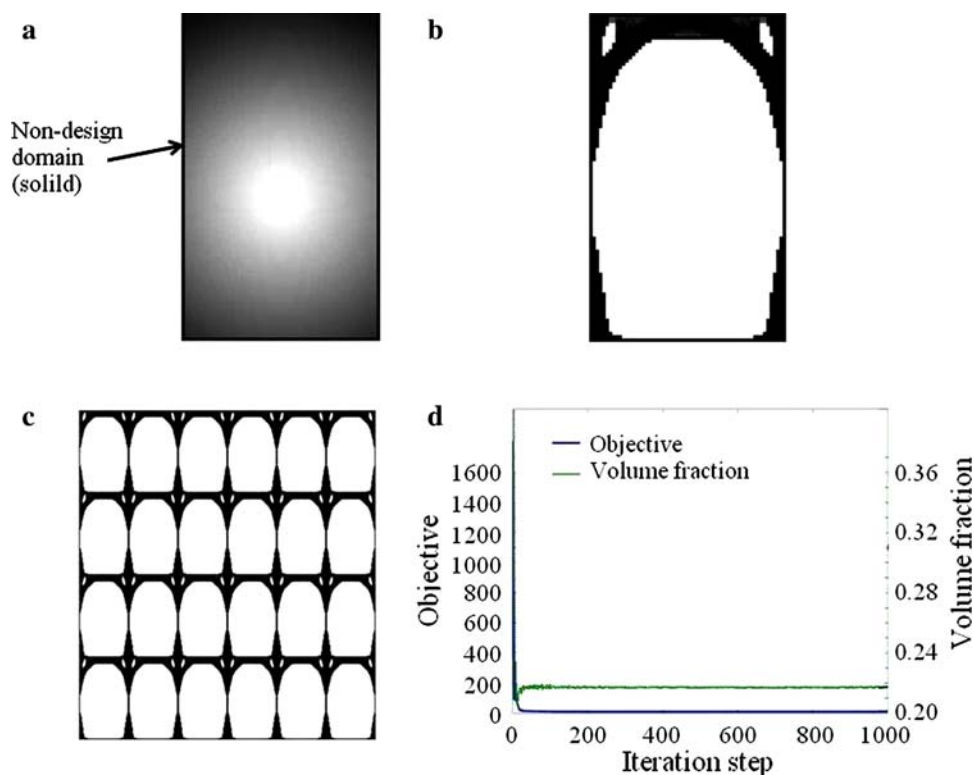 a
b
Non-design
domain
(solild)
c
d
Objective
Volume fraction
1600
1400
1200
1000
800
600
400
200
0
Objective
0.36
0.32
0.28
0.24
0.20
Volume fraction
0
200
400
600
800
1000
Iteration step